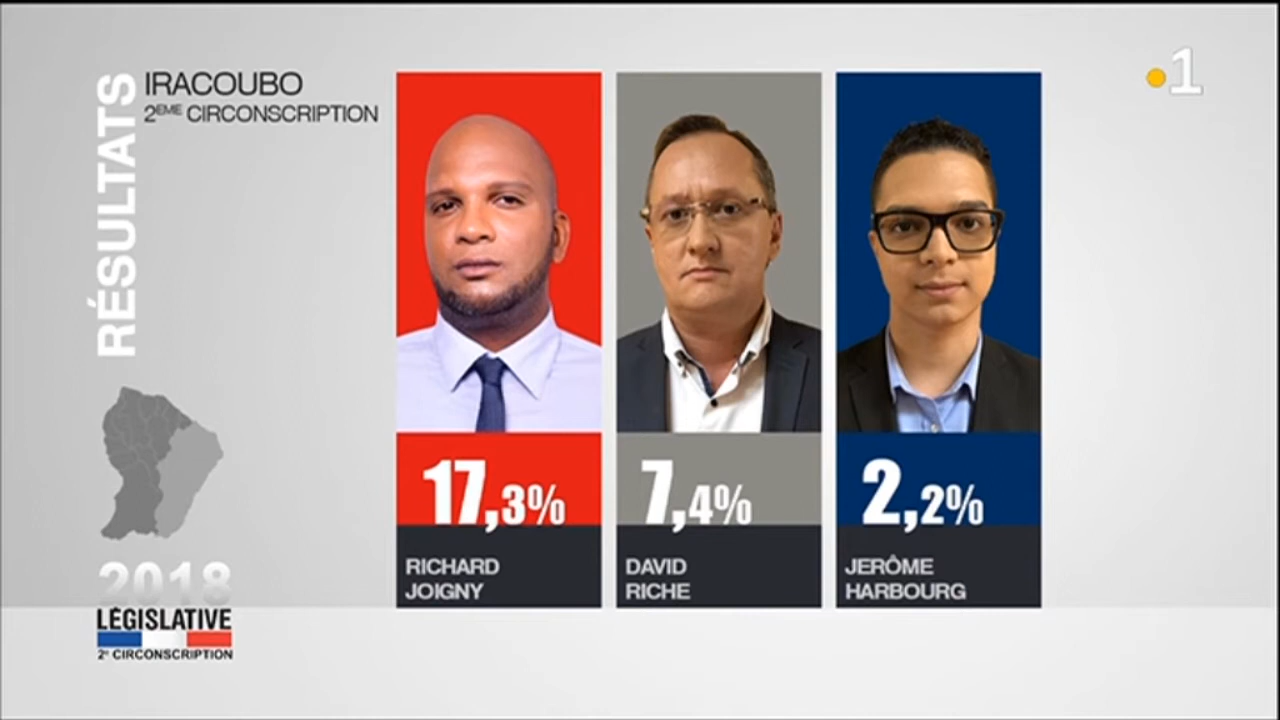 RÉSULTATS
IRACOUBO
2EME CIRCONSCRIPTION
1
17,3%
RICHARD
JOIGNY
7,4%
DAVID
RICHE
2,2%
JERÔME
HARBOURG
2018
LÉGISLATIVE
2e CIRCONSCRIPTION